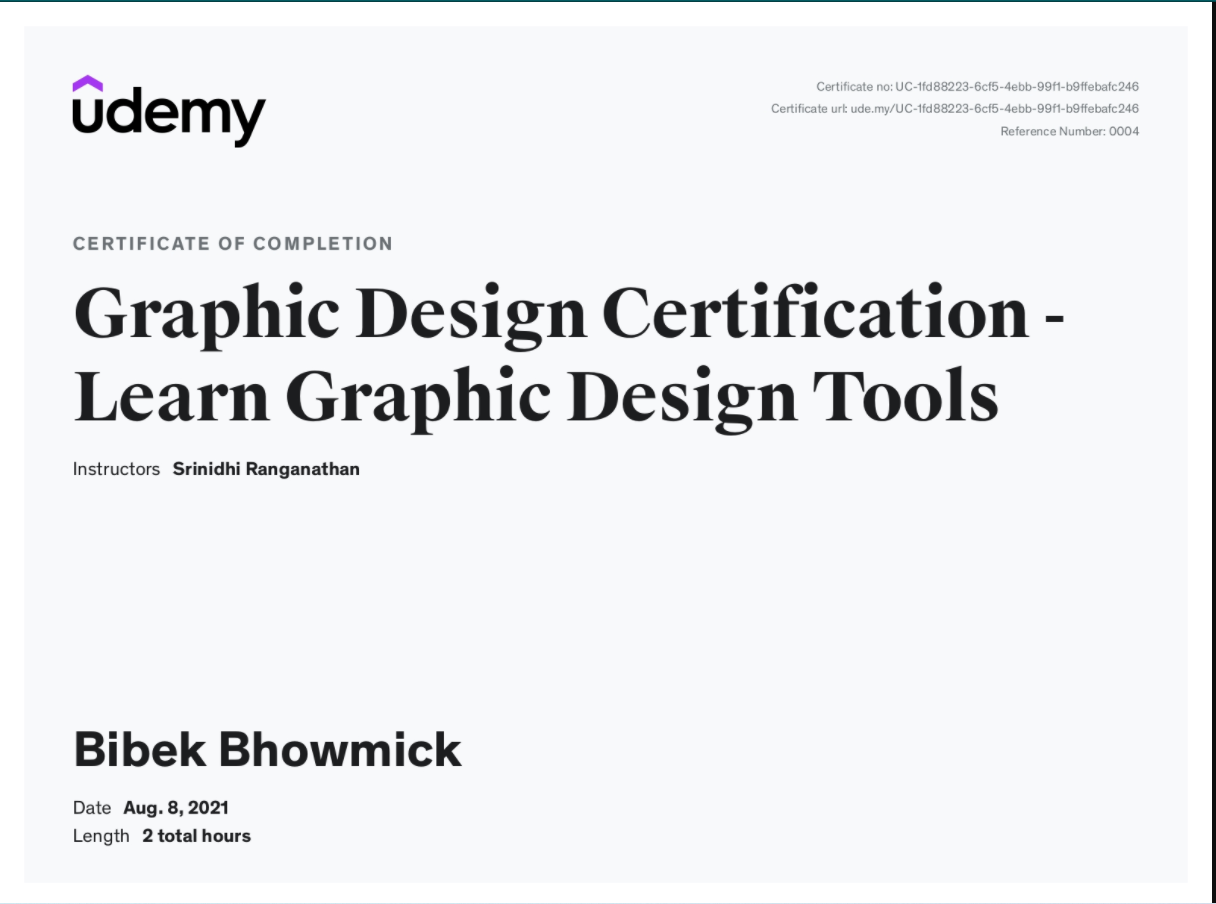 udemy
Certificate no: UC-1fd88223-6cf5-4ebb-99f1-b9ffebafc246
Certificate url: ude.my/UC-1fd88223-6cf5-4ebb-99f1-b9ffebafc246
Reference Number: 0004
CERTIFICATE OF COMPLETION
Graphic Design Certification -
Learn Graphic Design Tools
Instructors Srinidhi Ranganathan
Bibek Bhowmick
Date Aug. 8, 2021
Length 2 total hours